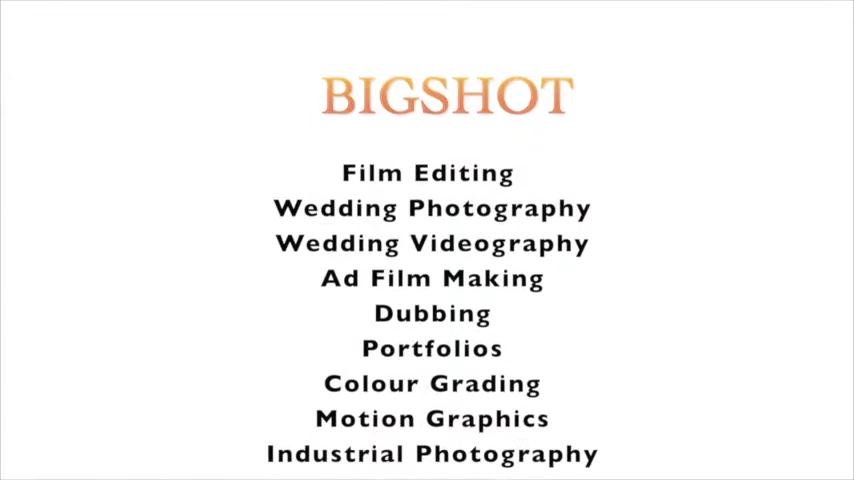 BIGSHOT
Film Editing
Wedding Photography
Wedding Videography
Ad Film Making
Dubbing
Portfolios
Colour Grading
Motion Graphics
Industrial Photography